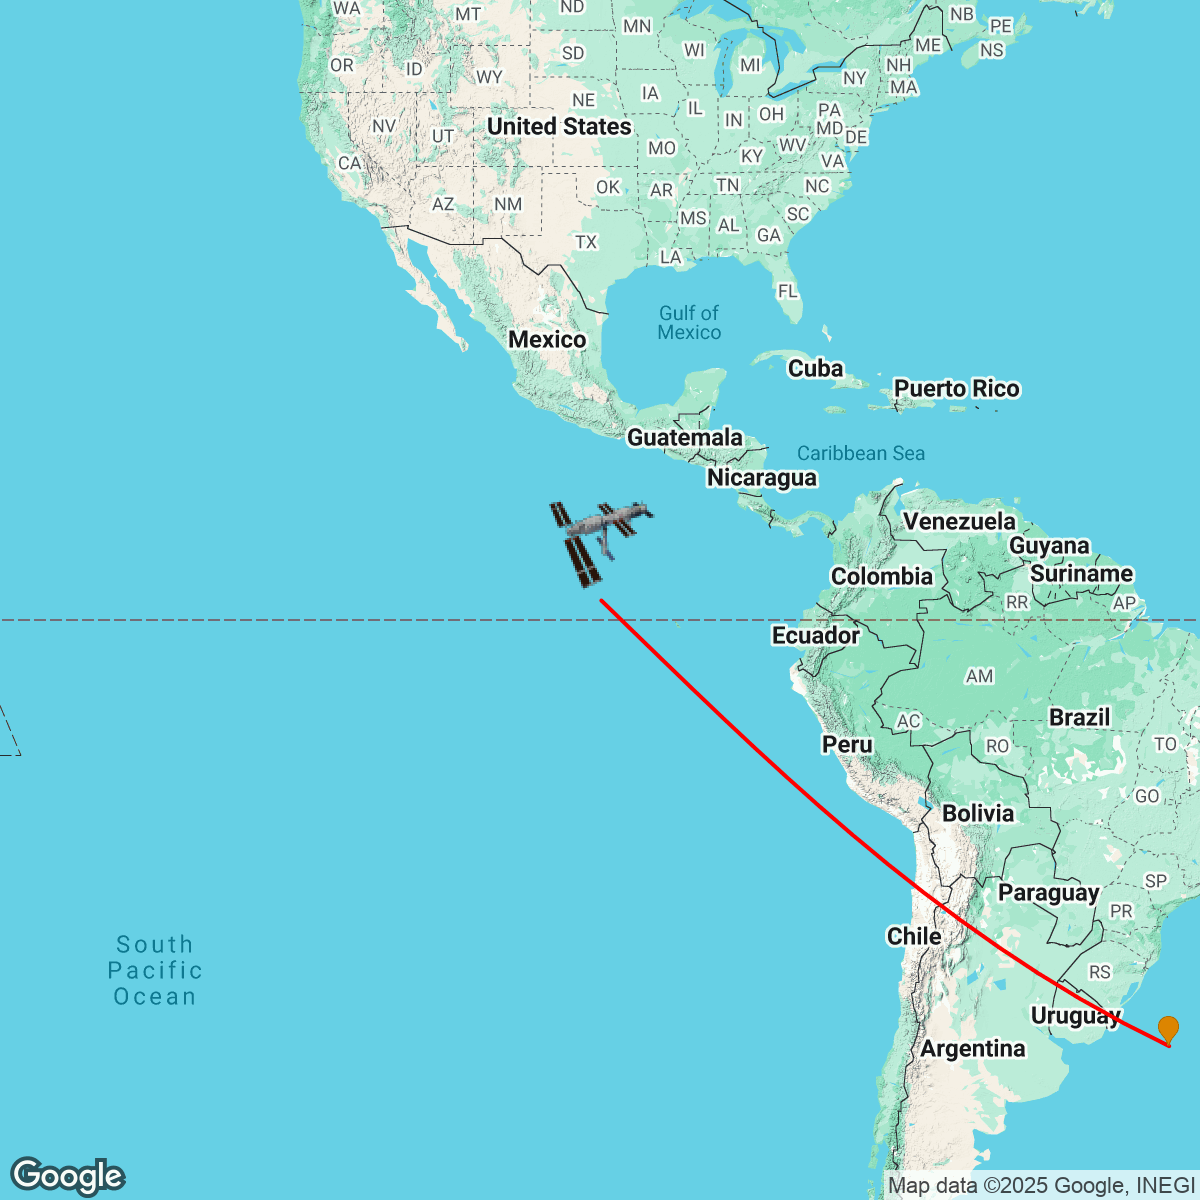 WA
MT
ND
MN
NB
PE
OR
ID
SD
WI
MI
ME
NS
WY
NH
NY
MA
NE
IA
IL
IN
OH
PA
NV
UT
United States
MD
DE
CA
MO
KY
WV
VA
AZ
NM
OK
AR
TN
NC
MS
AL
SC
TX
GA
LA
FL
Gulf of
Mexico
Mexico
Cuba
Puerto Rico
Guatemala
Caribbean Sea
Nicaragua
Venezuela
Guyana
Colombia
Suriname
RR
AP
Ecuador
AM
Brazil
AC
Peru
RO
TO
GO
Bolivia
SP
Paraguay
PR
Chile
South
Pacific
Ocean
RS
Uruguay
Argentina
Google
Map data ©2025 Google, INEGI